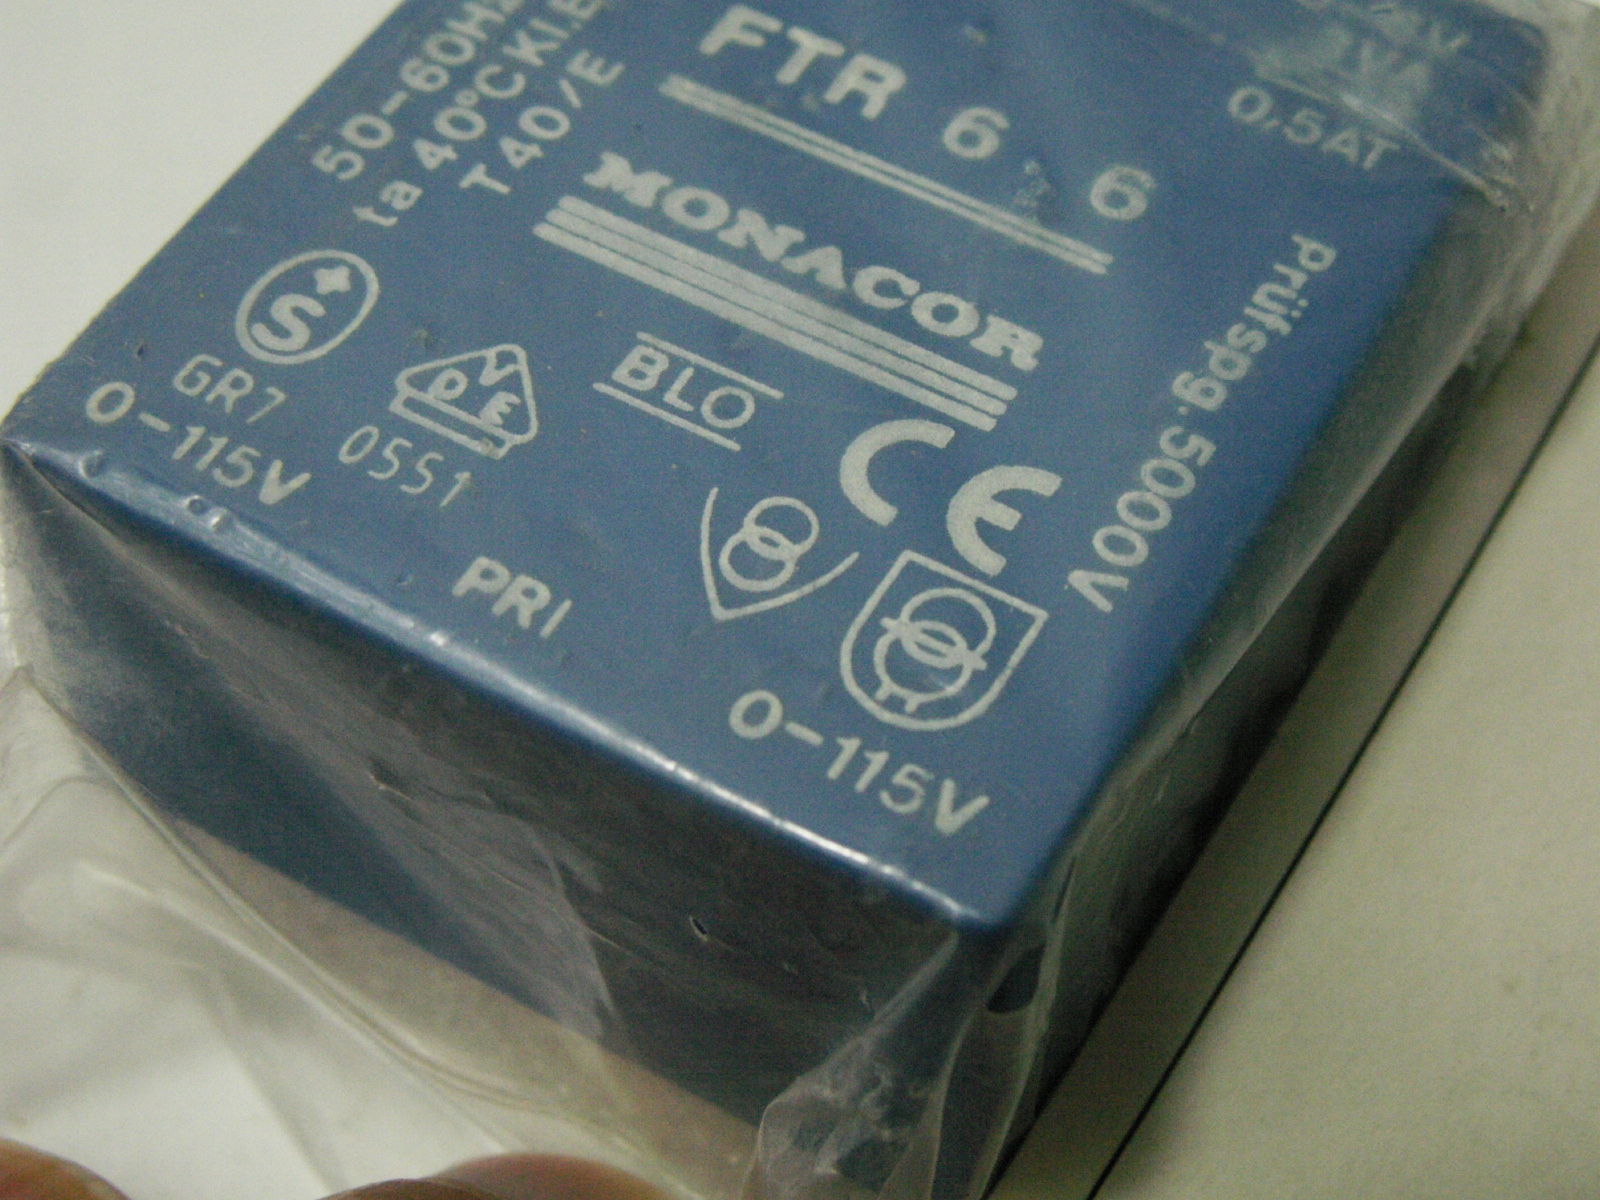 50-60Hz
ta 40°C Kl.B
T40/E
FTR 6 6
0,5AT
MONACOR
Prüfspg.5000V
S
GR7
VDE
0551
BLO
CE
0-115V
PRI
0-115V